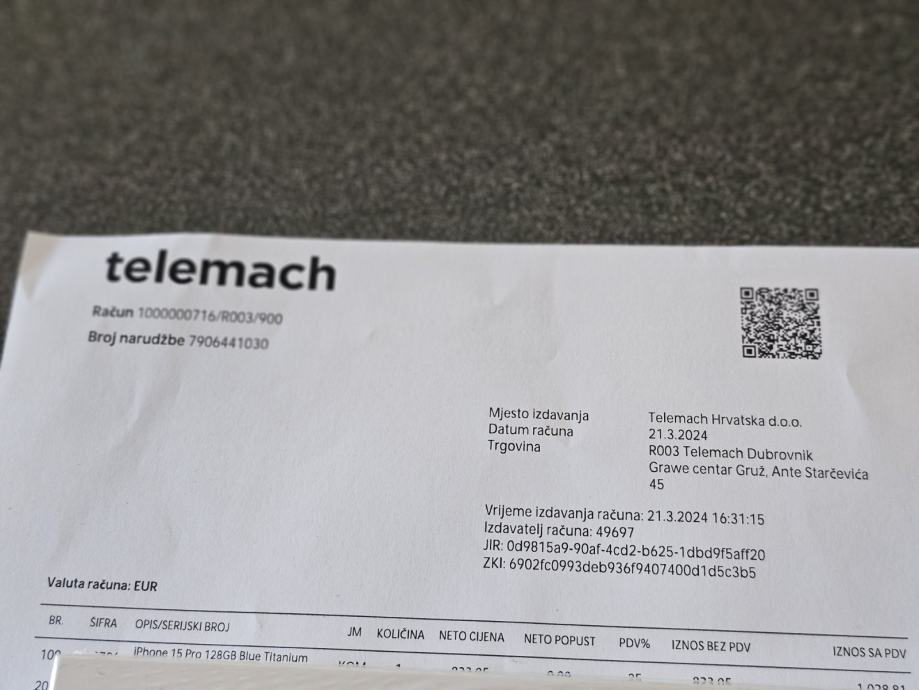 telemach
Račun 1000000716/R003/900
Broj narudžbe 7906441030
Mjesto izdavanja Telemach Hrvatska d.o.o.
Datum računa 21.3.2024
Trgovina R003 Telemach Dubrovnik
Grawe centar Gruž, Ante Starčevića
45
Vrijeme izdavanja računa: 21.3.2024 16:31:15
Izdavatelj računa: 49697
JIR: 0d9815a9-90af-4cd2-b625-1dbd9f5aff20
ZKI: 6902fc0993deb936f9407400d1d5c3b5
Valuta računa: EUR
BR. ŠIFRA OPIS/SERIJSKI BROJ JM KOLIČINA NETO CIJENA NETO POPUST PDV% IZNOS BEZ PDV IZNOS SA PDV
iPhone 15 Pro 128GB Blue Titanium